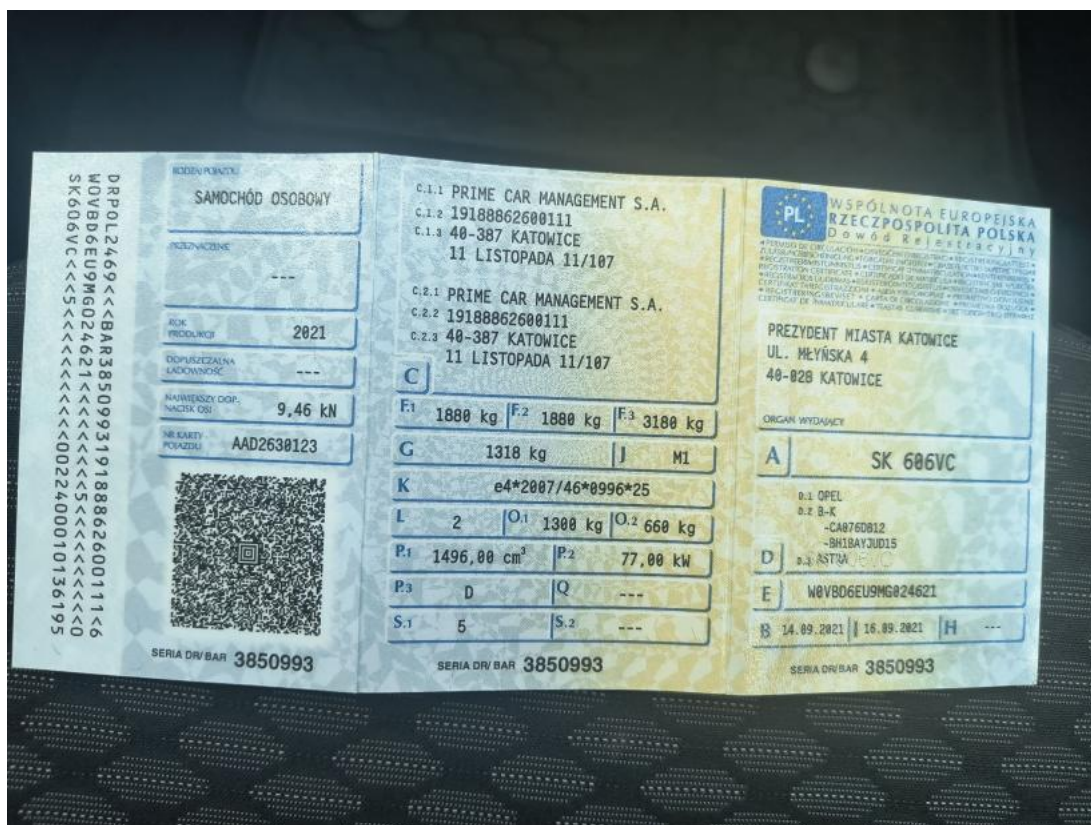 DRPOL2469<<<BAR3850993191888626001111<6
W0VBD6EU9MG024621<<<<<<<<5<<<<<<<<
SK606VC<<<5<<<<<<<<0D22400010136195
RODZAJ POJAZDU
SAMOCHÓD OSOBOWY
PRZEZNACZENIE
---
ROK PRODUKCJI 2021
DOPUSZCZALNA ŁADOWNOŚĆ ---
NAJWIĘKSZY DOP. NACISK OSI 9,46 kN
NR KARTY POJAZDU AAD2630123
SERIA DR/BAR 3850993
C.1.1 PRIME CAR MANAGEMENT S.A.
C.1.2 19188862600111
C.1.3 40-387 KATOWICE
11 LISTOPADA 11/107
C.2.1 PRIME CAR MANAGEMENT S.A.
C.2.2 19188862600111
C.2.3 40-387 KATOWICE
11 LISTOPADA 11/107
C
F.1 1880 kg F.2 1880 kg F.3 3180 kg
G 1318 kg J M1
K e4*2007/46*0996*25
L 2 O.1 1300 kg O.2 660 kg
P.1 1496,00 cm³ P.2 77,00 kW
P.3 D Q ---
S.1 5 S.2 ---
SERIA DR/BAR 3850993
PL
WSPÓLNOTA EUROPEJSKA
RZECZPOSPOLITA POLSKA
Dowód Rejestracyjny
PREZYDENT MIASTA KATOWICE
UL. MŁYŃSKA 4
40-028 KATOWICE
ORGAN WYDAJĄCY
A SK 606VC
D.1 OPEL
D.2 B-K
-CA076DB12
-BH1BAYJUD15
D D.3 ASTRA
E W0VBD6EU9MG024621
B 14.09.2021 I 16.09.2021 H ---
SERIA DR/BAR 3850993